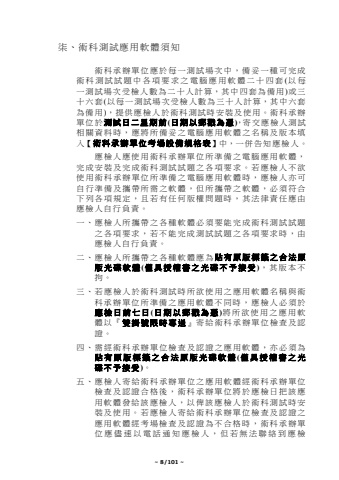 柒、術科測試應用軟體須知
術科承辦單位應於每一測試場次中，備妥一種可完成
術科測試試題中各項要求之電腦應用軟體二十四套(以每
一測試場次受檢人數為二十人計算，其中四套為備用)或三
十六套(以每一測試場次受檢人數為三十人計算，其中六套
為備用)，提供應檢人於術科測試時安裝及使用。術科承辦
單位於測試日二星期前(日期以郵戳為憑)，寄交應檢人測試
相關資料時，應將所備妥之電腦應用軟體之名稱及版本填
入【術科承辦單位考場設備規格表】中，一併告知應檢人。
應檢人應使用術科承辦單位所準備之電腦應用軟體，
完成安裝及完成術科測試試題之各項要求。若應檢人不欲
使用術科承辦單位所準備之電腦應用軟體時，應檢人亦可
自行準備及攜帶所需之軟體，但所攜帶之軟體，必須符合
下列各項規定，且若有任何版權問題時，其法律責任應由
應檢人自行負責。
一、應檢人所攜帶之各種軟體必須要能完成術科測試試題
之各項要求，若不能完成測試試題之各項要求時，由
應檢人自行負責。
二、應檢人所攜帶之各種軟體應為貼有原版標籤之合法原
版光碟軟體(僅具授權書之光碟不予接受)，其版本不
拘。
三、若應檢人於術科測試時所欲使用之應用軟體名稱與術
科承辦單位所準備之應用軟體不同時，應檢人必須於
應檢日前七日(日期以郵戳為憑)將所欲使用之應用軟
體以『雙掛號限時專送』寄給術科承辦單位檢查及認
證。
四、需經術科承辦單位檢查及認證之應用軟體，亦必須為
貼有原版標籤之合法原版光碟軟體(僅具授權書之光
碟不予接受)。
五、應檢人寄給術科承辦單位之應用軟體經術科承辦單位
檢查及認證合格後，術科承辦單位將於應檢日把該應
用軟體發給該應檢人，以俾該應檢人於術科測試時安
裝及使用。若應檢人寄給術科承辦單位檢查及認證之
應用軟體經考場檢查及認證為不合格時，術科承辦單
位應儘速以電話通知應檢人，但若無法聯絡到應檢
- 8/101 -